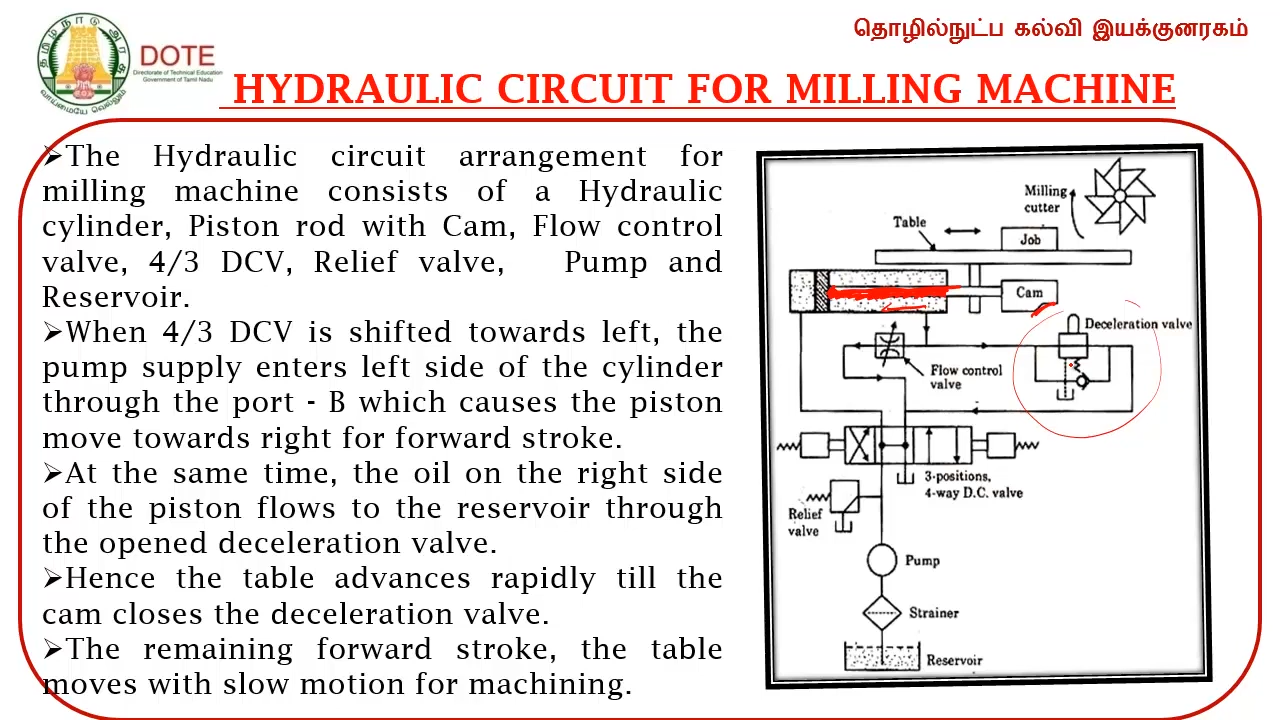 தொழில்நுட்ப கல்வி இயக்குனரகம்
DOTE
Directorate of Technical Education
Government of Tamil Nadu
HYDRAULIC CIRCUIT FOR MILLING MACHINE
➢The Hydraulic circuit arrangement for
milling machine consists of a Hydraulic
cylinder, Piston rod with Cam, Flow control
valve, 4/3 DCV, Relief valve, Pump and
Reservoir.
➢When 4/3 DCV is shifted towards left, the
pump supply enters left side of the cylinder
through the port - B which causes the piston
move towards right for forward stroke.
➢At the same time, the oil on the right side
of the piston flows to the reservoir through
the opened deceleration valve.
➢Hence the table advances rapidly till the
cam closes the deceleration valve.
➢The remaining forward stroke, the table
moves with slow motion for machining.
Milling
cutter
Table
Job
Cam
Deceleration valve
Flow control
valve
3-positions,
4-way D.C. valve
Relief
valve
Pump
Strainer
Reservoir